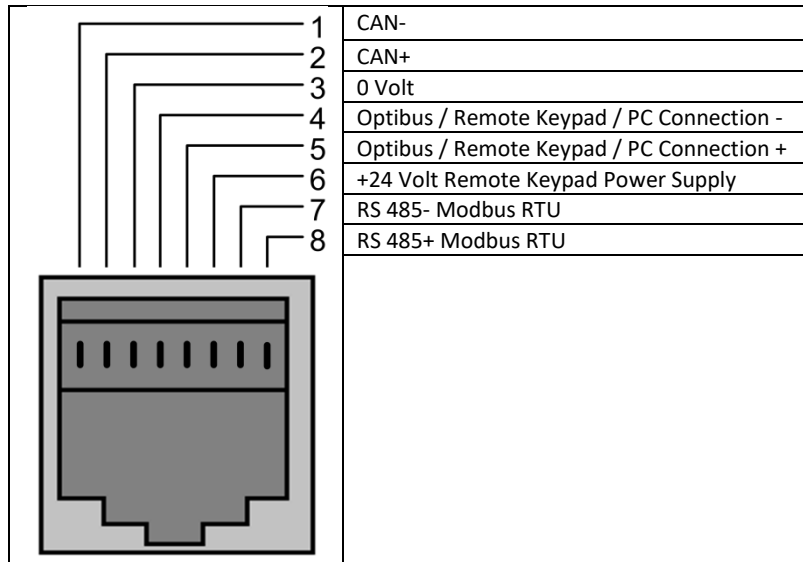 1 CAN-
2 CAN+
3 0 Volt
4 Optibus / Remote Keypad / PC Connection -
5 Optibus / Remote Keypad / PC Connection +
6 +24 Volt Remote Keypad Power Supply
7 RS 485- Modbus RTU
8 RS 485+ Modbus RTU